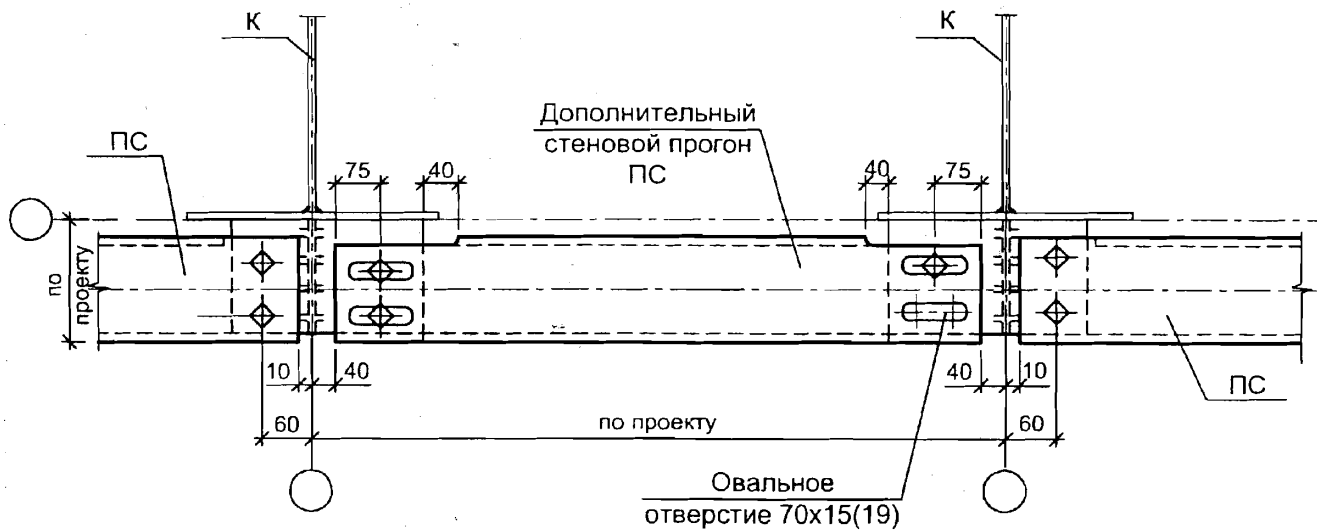 К
К
Дополнительный
стеновой прогон
ПС
ПС
75
40
40
75
по
проекту
10
40
40
10
ПС
60
по проекту
60
Овальное
отверстие 70х15(19)